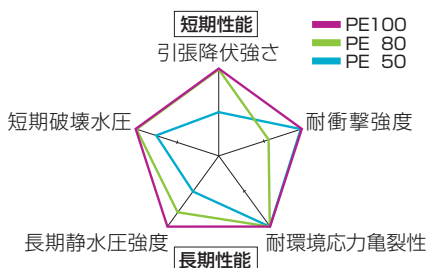 短期性能
引張降伏強さ
PE100
PE 80
PE 50
短期破壊水圧
耐衝撃強度
長期静水圧強度
耐環境応力亀裂性
長期性能